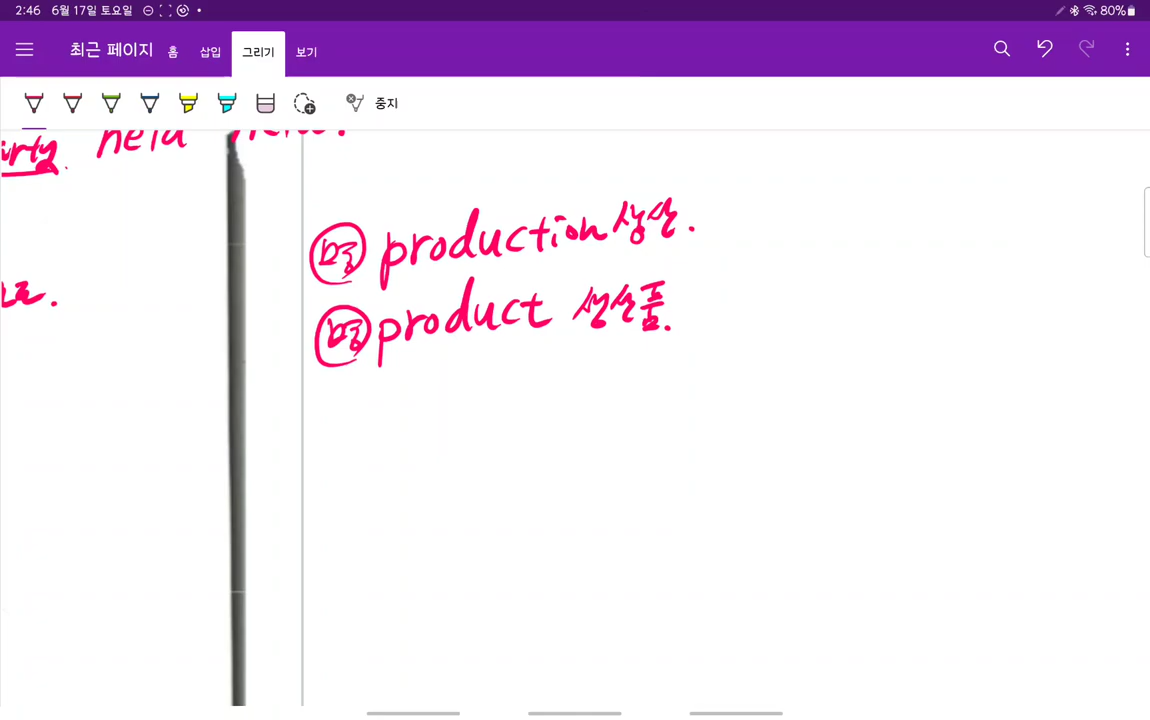 2:46 6월 17일 토요일 80%
최근 페이지 홈 삽입 그리기 보기
중지
held
명 production 생산.
명 product 생산품.